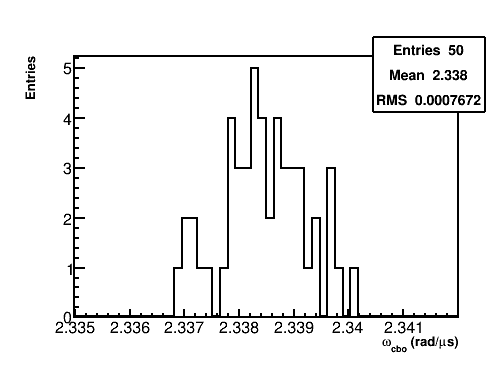 Entries 50
Mean 2.338
RMS 0.0007672
Entries
5
4
3
2
1
0
2.335 2.336 2.337 2.338 2.339 2.34 2.341
ω_cbo (rad/μs)